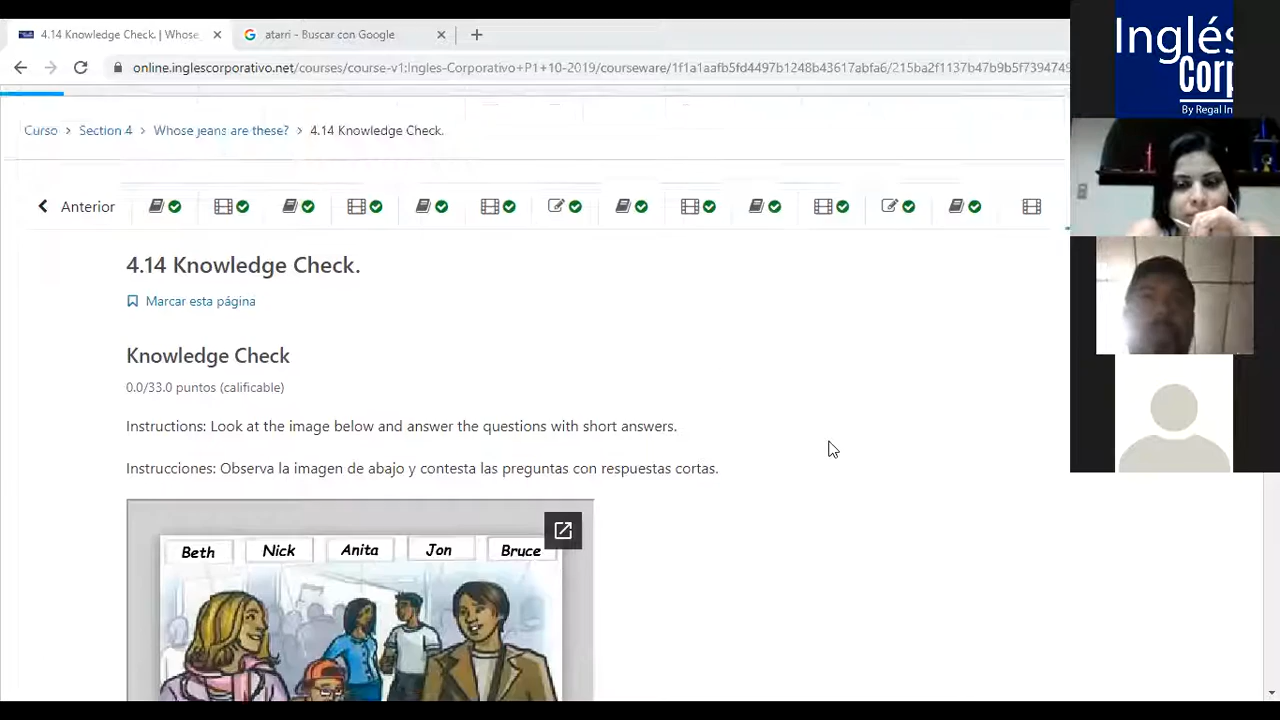 4.14 Knowledge Check. | Whose
atarri - Buscar con Google
online.inglescorporativo.net/courses/course-v1:Ingles-Corporativo+P1+10-2019/courseware/1f1a1aafb5fd4497b1248b43617abfa6/215ba2f1137b47b9b5f7394749
Curso > Section 4 > Whose jeans are these? > 4.14 Knowledge Check.
Anterior
4.14 Knowledge Check.
Marcar esta página
Knowledge Check
0.0/33.0 puntos (calificable)
Instructions: Look at the image below and answer the questions with short answers.
Instrucciones: Observa la imagen de abajo y contesta las preguntas con respuestas cortas.
Beth Nick Anita Jon Bruce
Inglés
Corp
By Regal In